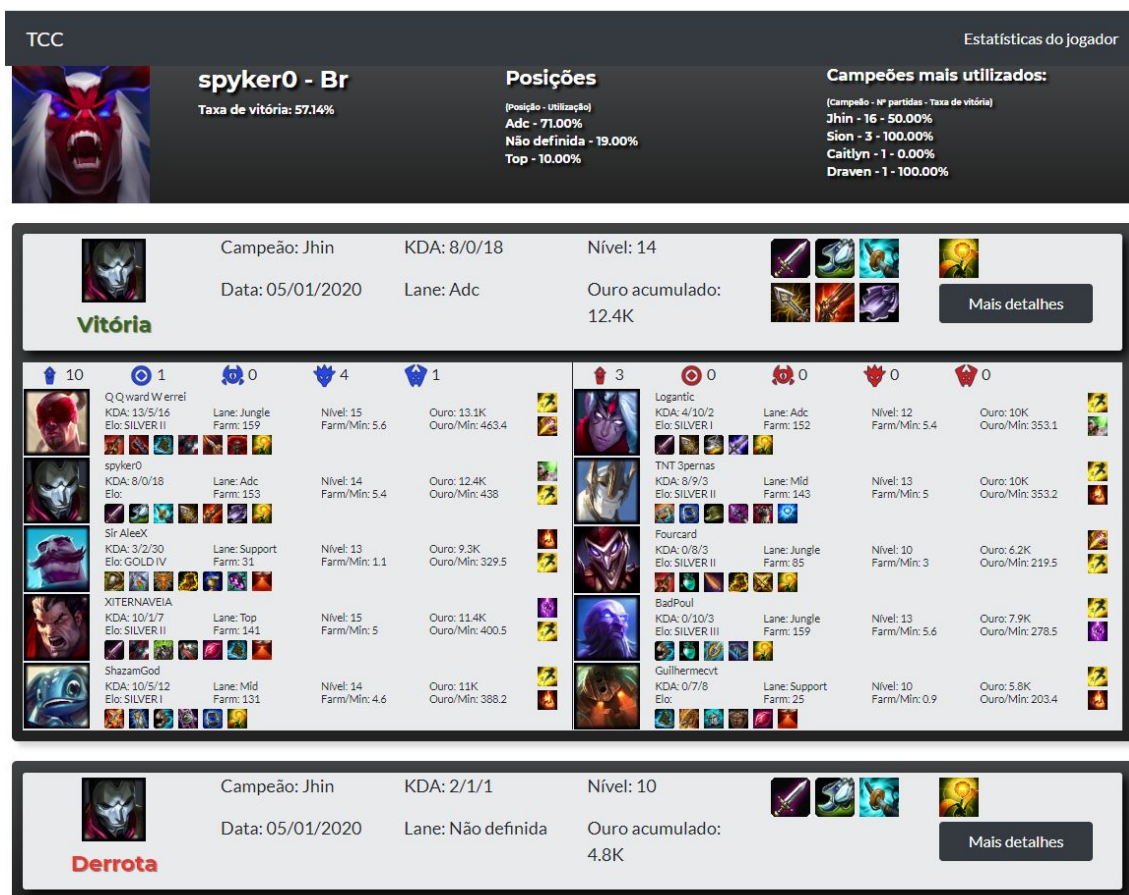 TCC
Estatísticas do jogador
spyker0 - Br
Taxa de vitória: 57.14%
Posições
(Posição - Utilização)
Adc - 71.00%
Não definida - 19.00%
Top - 10.00%
Campeões mais utilizados:
(Campeão - Nº partidas - Taxa de vitória)
Jhin - 16 - 50.00%
Sion - 3 - 100.00%
Caitlyn - 1 - 0.00%
Draven - 1 - 100.00%
Vitória
Campeão: Jhin
Data: 05/01/2020
KDA: 8/0/18
Lane: Adc
Nível: 14
Ouro acumulado:
12.4K
Mais detalhes
10 1 0 4 1
Q Q ward W errei
KDA: 13/5/16 Lane: Jungle Nível: 15 Ouro: 13.1K
Elo: SILVER II Farm: 159 Farm/Min: 5.6 Ouro/Min: 463.4
spyker0
KDA: 8/0/18 Lane: Adc Nível: 14 Ouro: 12.4K
Elo: Farm: 153 Farm/Min: 5.4 Ouro/Min: 438
Sir AleeX
KDA: 3/2/30 Lane: Support Nível: 13 Ouro: 9.3K
Elo: GOLD IV Farm: 31 Farm/Min: 1.1 Ouro/Min: 329.5
XITERNAVEIA
KDA: 10/1/7 Lane: Top Nível: 15 Ouro: 11.4K
Elo: SILVER II Farm: 141 Farm/Min: 5 Ouro/Min: 400.5
ShazamGod
KDA: 10/5/12 Lane: Mid Nível: 14 Ouro: 11K
Elo: SILVER I Farm: 131 Farm/Min: 4.6 Ouro/Min: 388.2
3 0 0 0 0
Logantic
KDA: 4/10/2 Lane: Adc Nível: 12 Ouro: 10K
Elo: SILVER I Farm: 152 Farm/Min: 5.4 Ouro/Min: 353.1
TNT 3pernas
KDA: 8/9/3 Lane: Mid Nível: 13 Ouro: 10K
Elo: SILVER II Farm: 143 Farm/Min: 5 Ouro/Min: 353.2
Fourcard
KDA: 0/8/3 Lane: Jungle Nível: 10 Ouro: 6.2K
Elo: SILVER II Farm: 85 Farm/Min: 3 Ouro/Min: 219.5
BadPoul
KDA: 0/10/3 Lane: Jungle Nível: 13 Ouro: 7.9K
Elo: SILVER III Farm: 159 Farm/Min: 5.6 Ouro/Min: 278.5
Guilhermecvt
KDA: 0/7/8 Lane: Support Nível: 10 Ouro: 5.8K
Elo: Farm: 25 Farm/Min: 0.9 Ouro/Min: 203.4
Derrota
Campeão: Jhin
Data: 05/01/2020
KDA: 2/1/1
Lane: Não definida
Nível: 10
Ouro acumulado:
4.8K
Mais detalhes